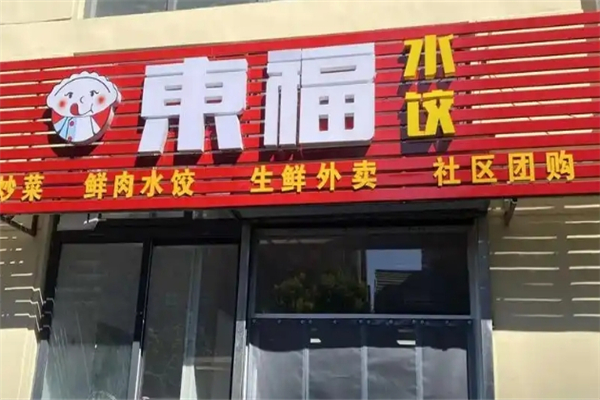 東福
水饺
炒菜 鲜肉水饺 生鲜外卖 社区团购